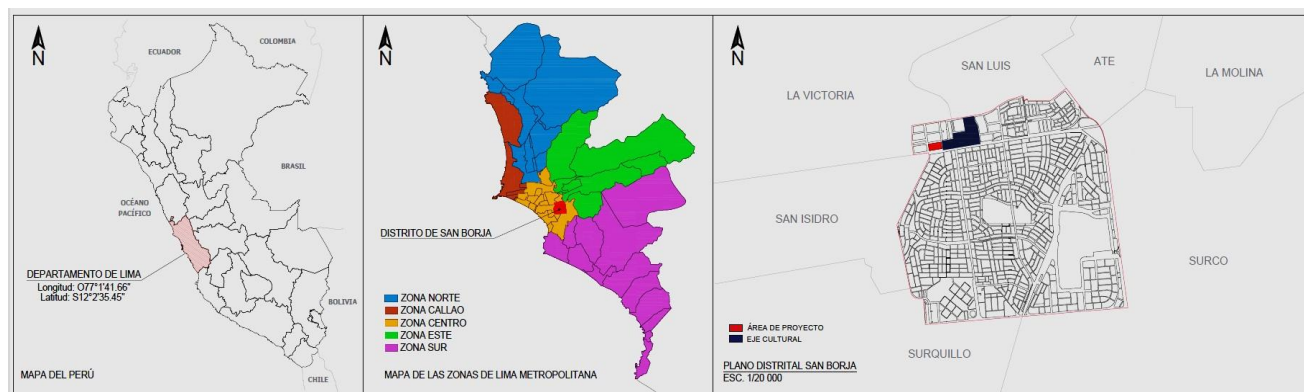 N
ECUADOR
COLOMBIA
BRASIL
OCÉANO
PACÍFICO
DEPARTAMENTO DE LIMA
Longitud: O77°1'41.66"
Latitud: S12°2'35.45"
BOLIVIA
CHILE
MAPA DEL PERÚ
N
DISTRITO DE SAN BORJA
ZONA NORTE
ZONA CALLAO
ZONA CENTRO
ZONA ESTE
ZONA SUR
MAPA DE LAS ZONAS DE LIMA METROPOLITANA
N
SAN LUIS
ATE
LA MOLINA
LA VICTORIA
SAN ISIDRO
SURCO
SURQUILLO
ÁREA DE PROYECTO
EJE CULTURAL
PLANO DISTRITAL SAN BORJA
ESC. 1/20 000